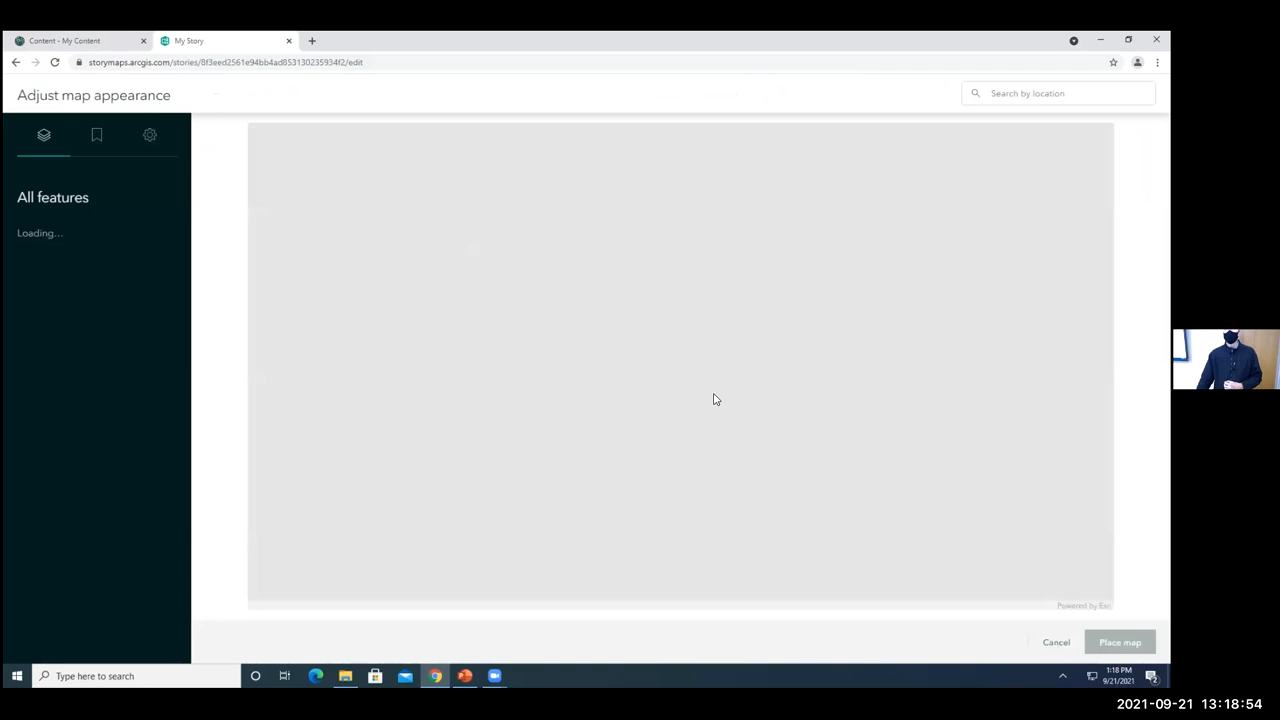 Content - My Content
My Story
storymaps.arcgis.com/stories/8f3eed2561e94bb4ad853130235934f2/edit
Adjust map appearance
Search by location
All features
Loading...
Powered by Esri
Cancel
Place map
Type here to search
1:18 PM
9/21/2021
2
2021-09-21 13:18:54